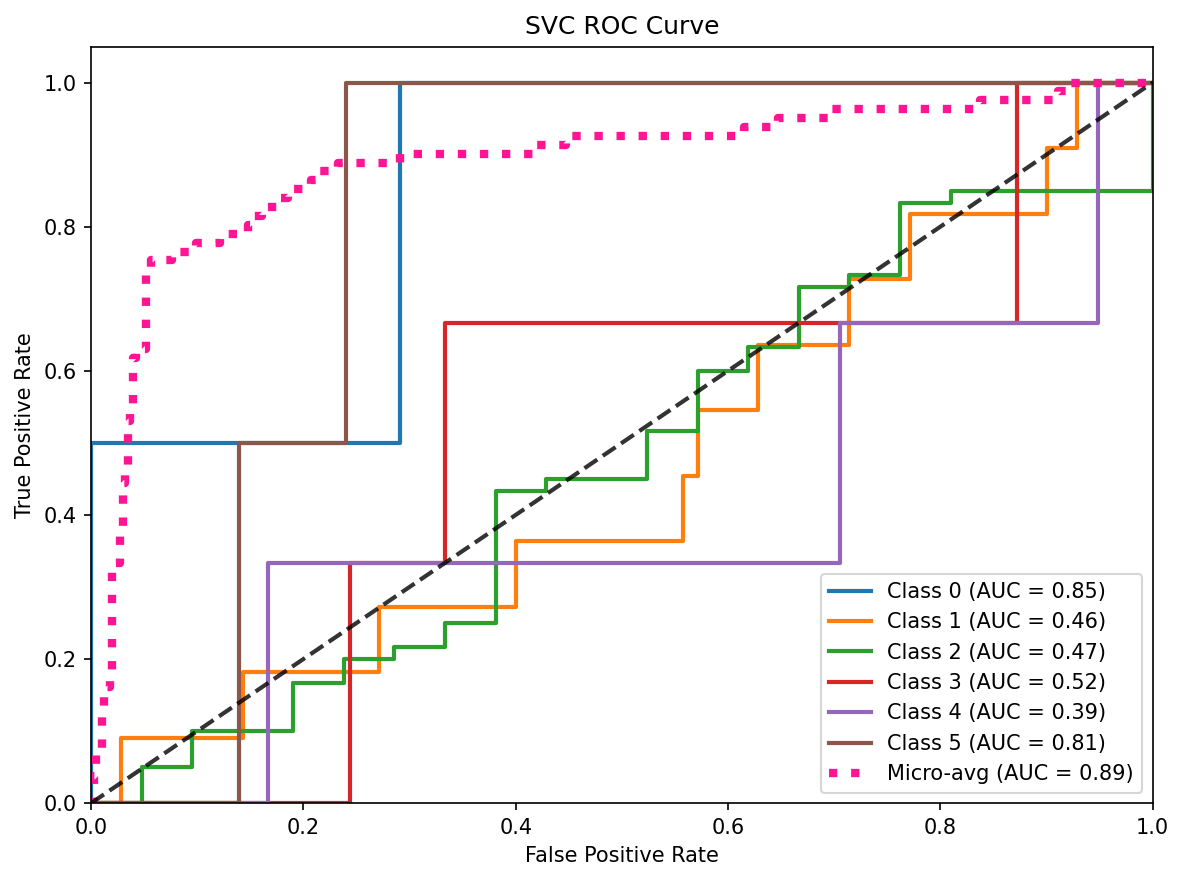 SVC ROC Curve
True Positive Rate
1.0
0.8
0.6
0.4
0.2
0.0
0.0 0.2 0.4 0.6 0.8 1.0
False Positive Rate
Class 0 (AUC = 0.85)
Class 1 (AUC = 0.46)
Class 2 (AUC = 0.47)
Class 3 (AUC = 0.52)
Class 4 (AUC = 0.39)
Class 5 (AUC = 0.81)
Micro-avg (AUC = 0.89)